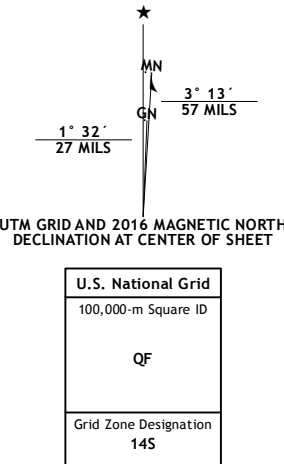 ★
MN
3° 13´
57 MILS
GN
1° 32´
27 MILS
UTM GRID AND 2016 MAGNETIC NORTH
DECLINATION AT CENTER OF SHEET
U.S. National Grid
100,000-m Square ID
QF
Grid Zone Designation
14S